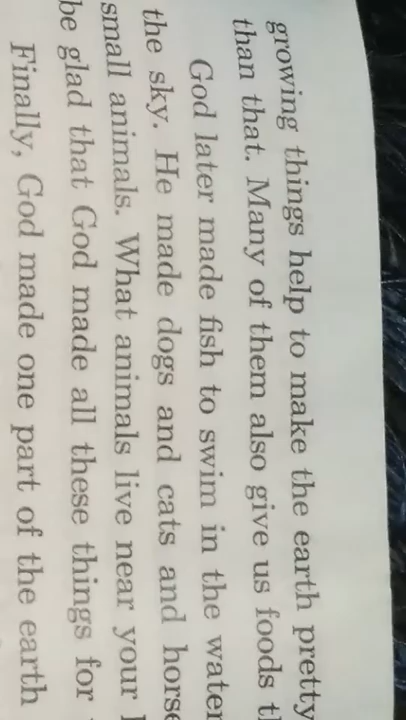 growing things help to make the earth pretty
than that. Many of them also give us foods
God later made fish to swim in the water
the sky. He made dogs and cats and
small animals. What animals live near your
be glad that God made all these things for
Finally, God made one part of the earth